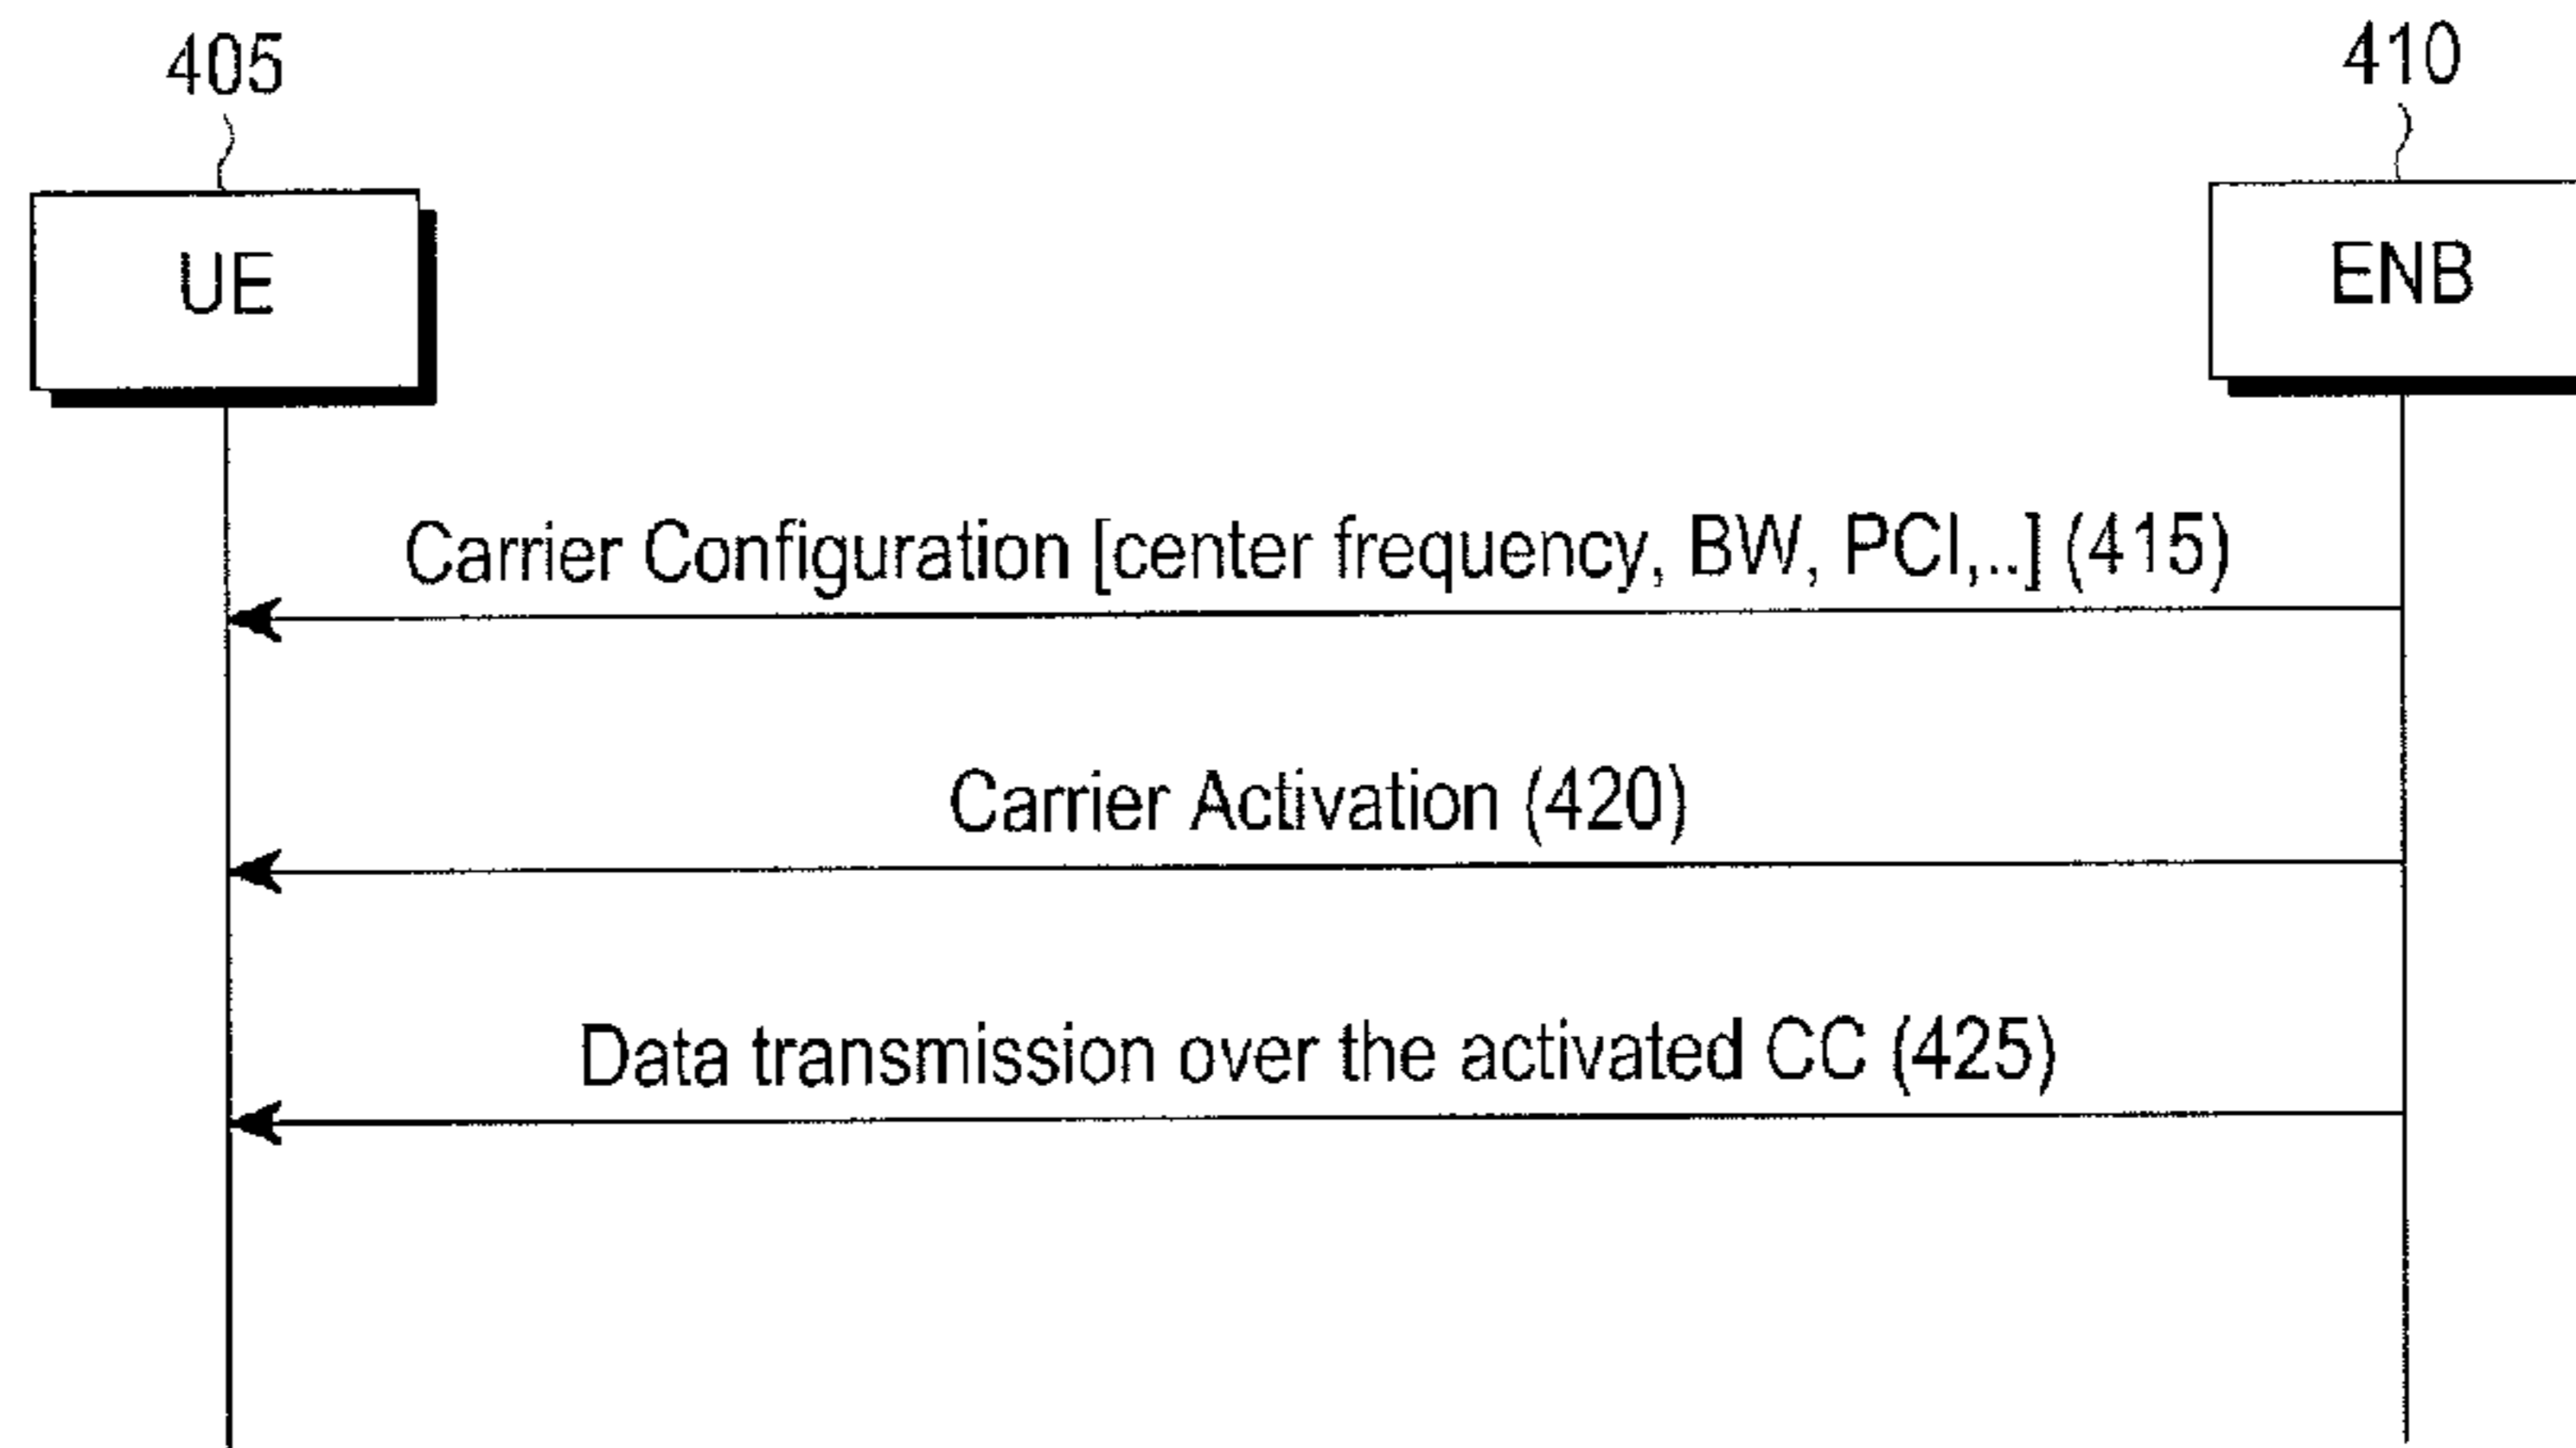 405
410
UE
ENB
Carrier Configuration [center frequency, BW, PCI,..] (415)
Carrier Activation (420)
Data transmission over the activated CC (425)